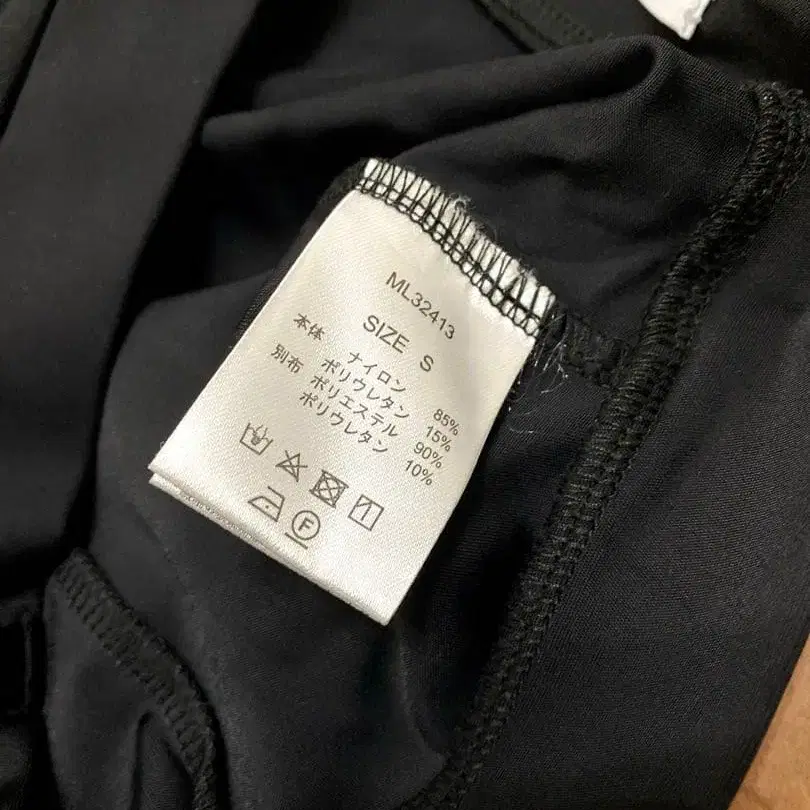 ML32413
SIZE S
本体 ナイロン 85%
ポリウレタン 15%
別布 ポリエステル 90%
ポリウレタン 10%
F